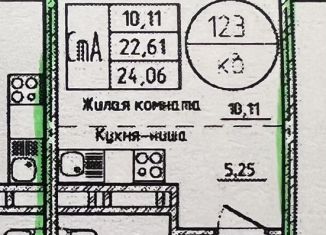 СтА
10,11
22,61
24,06
123
кв
Жилая комната 10,11
Кухня-ниша
5,25